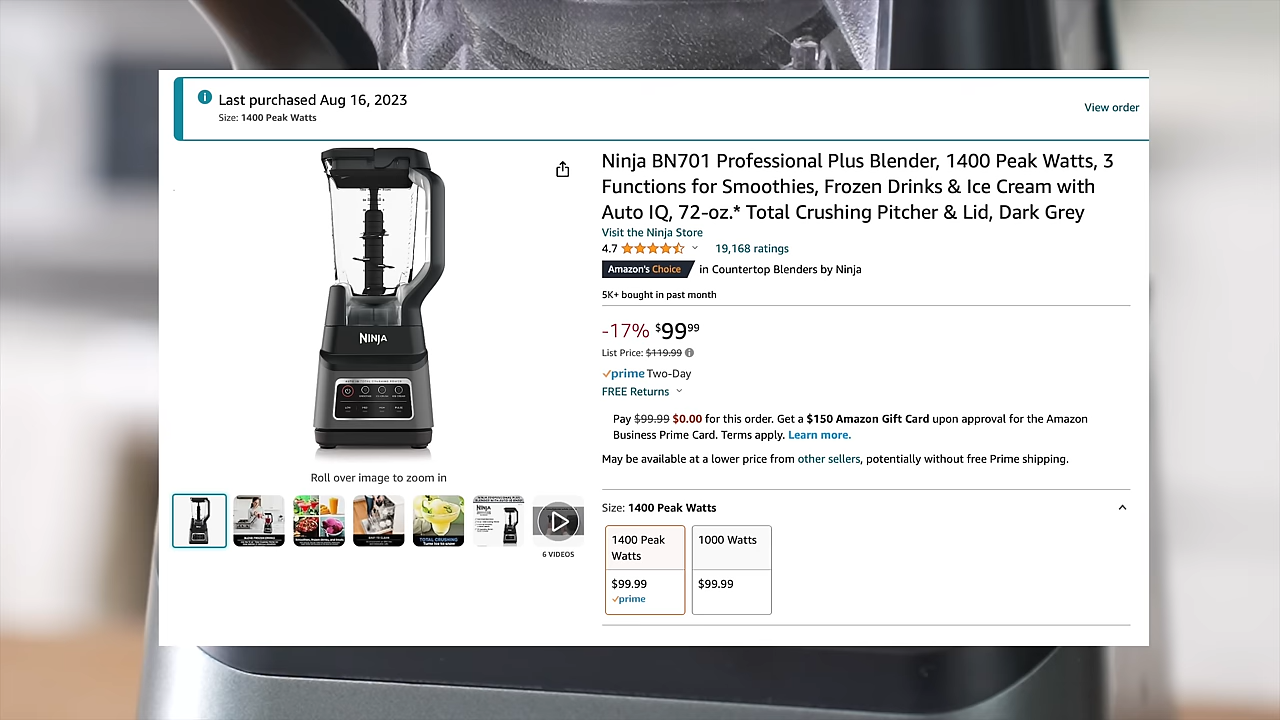 Last purchased Aug 16, 2023
Size: 1400 Peak Watts
View order
Ninja BN701 Professional Plus Blender, 1400 Peak Watts, 3
Functions for Smoothies, Frozen Drinks & Ice Cream with
Auto IQ, 72-oz.* Total Crushing Pitcher & Lid, Dark Grey
Visit the Ninja Store
4.7
19,168 ratings
Amazon's Choice in Countertop Blenders by Ninja
5K+ bought in past month
-17% $99.99
List Price: $119.99
prime Two-Day
FREE Returns
Pay $99.99 $0.00 for this order. Get a $150 Amazon Gift Card upon approval for the Amazon
Business Prime Card. Terms apply. Learn more.
May be available at a lower price from other sellers, potentially without free Prime shipping.
Size: 1400 Peak Watts
1400 Peak
Watts
$99.99
prime
1000 Watts
$99.99
NINJA
Roll over image to zoom in
TOTAL CRUSHING
6 VIDEOS